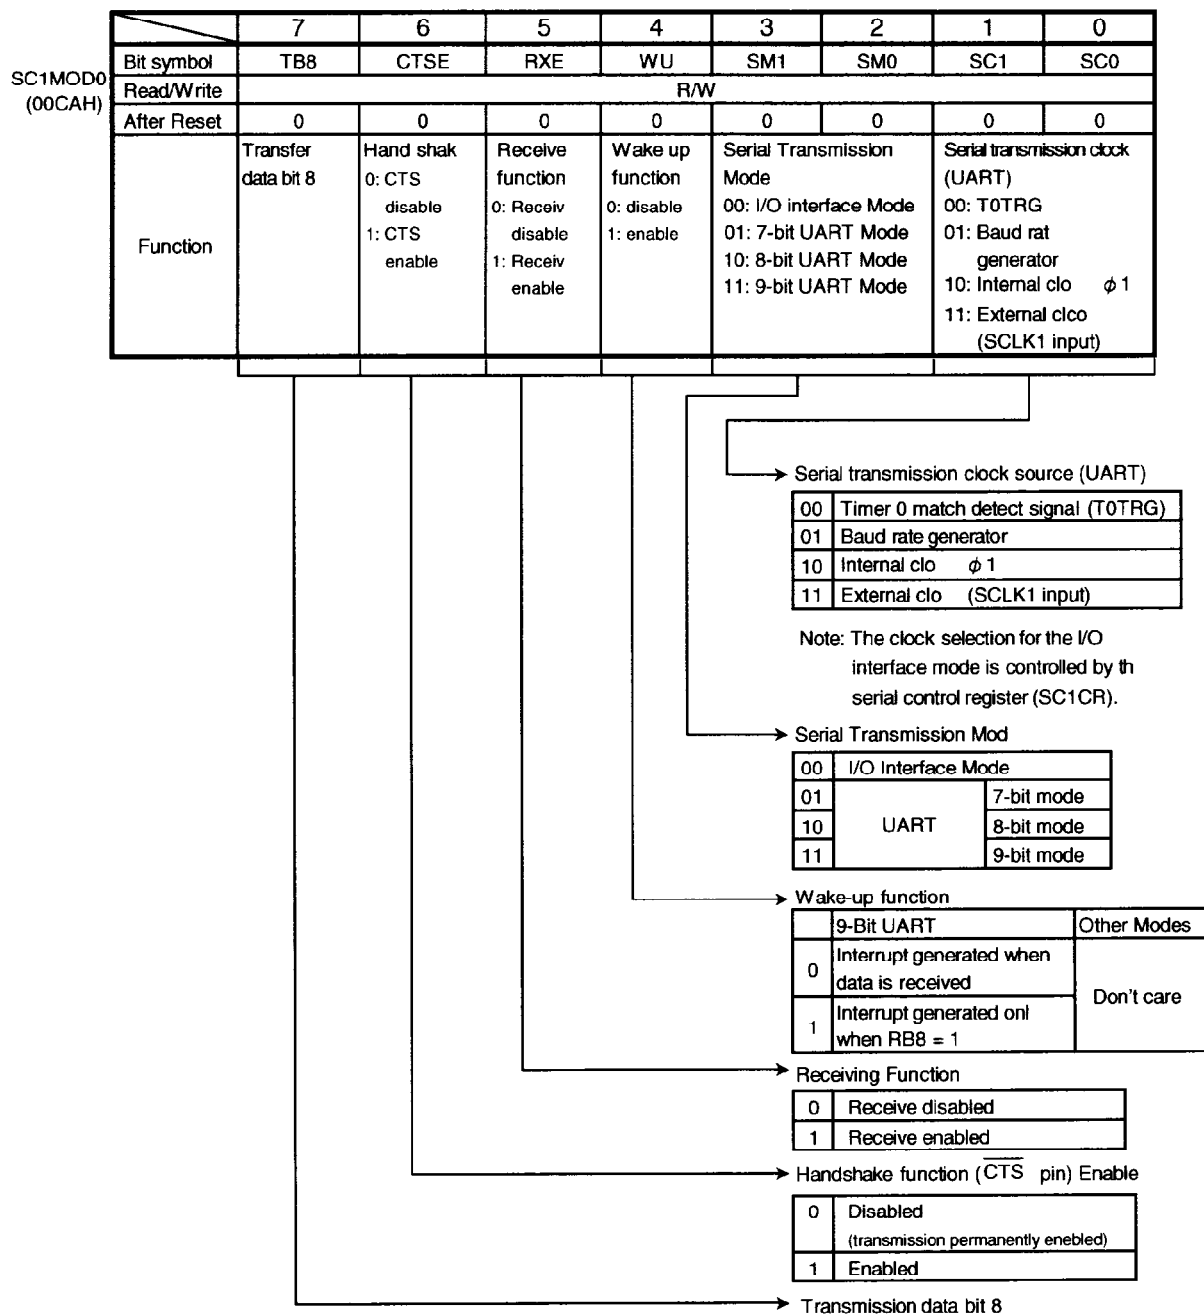 7 6 5 4 3 2 1 0
SC1MOD0
(00CAH)
Bit symbol TB8 CTSE RXE WU SM1 SM0 SC1 SC0
Read/Write R/W
After Reset 0 0 0 0 0 0 0 0
Function
Transfer
data bit 8
Hand shak
0: CTS
disable
1: CTS
enable
Receive
function
0: Receiv
disable
1: Receiv
enable
Wake up
function
0: disable
1: enable
Serial Transmission
Mode
00: I/O interface Mode
01: 7-bit UART Mode
10: 8-bit UART Mode
11: 9-bit UART Mode
Serial transmission clock
(UART)
00: T0TRG
01: Baud rat
generator
10: Internal clo ϕ 1
11: External clco
(SCLK1 input)
Serial transmission clock source (UART)
00 Timer 0 match detect signal (T0TRG)
01 Baud rate generator
10 Internal clo ϕ 1
11 External clo (SCLK1 input)
Note: The clock selection for the I/O
interface mode is controlled by th
serial control register (SC1CR).
Serial Transmission Mod
00 I/O Interface Mode
01 7-bit mode
10 UART 8-bit mode
11 9-bit mode
Wake-up function
9-Bit UART Other Modes
0 Interrupt generated when
data is received
Don't care
1 Interrupt generated onl
when RB8 = 1
Receiving Function
0 Receive disabled
1 Receive enabled
Handshake function (CTS pin) Enable
0 Disabled
(transmission permanently enebled)
1 Enabled
Transmission data bit 8